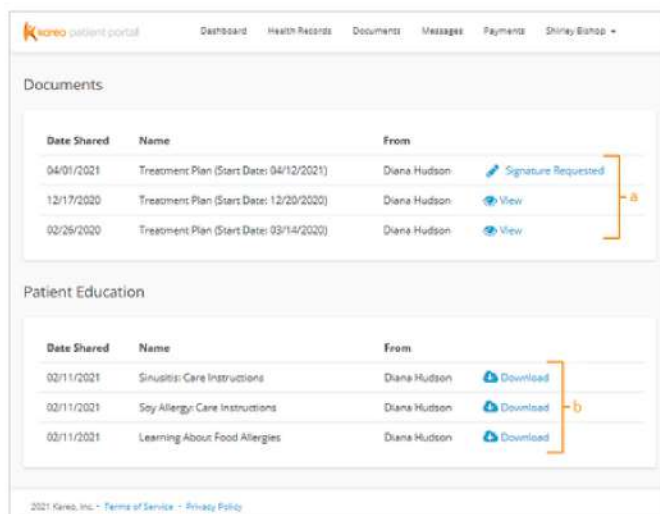 kareo patient portal Dashboard Health Records Documents Messages Payments Shirley Bishop
Documents
Date Shared Name From
04/01/2021 Treatment Plan (Start Date: 04/12/2021) Diana Hudson Signature Requested
12/17/2020 Treatment Plan (Start Date: 12/20/2020) Diana Hudson View
02/26/2020 Treatment Plan (Start Date: 03/14/2020) Diana Hudson View
a
Patient Education
Date Shared Name From
02/11/2021 Sinusitis: Care Instructions Diana Hudson Download
02/11/2021 Soy Allergy: Care Instructions Diana Hudson Download
b
02/11/2021 Learning About Food Allergies Diana Hudson Download
2021 Kareo, Inc. - Terms of Service - Privacy Policy